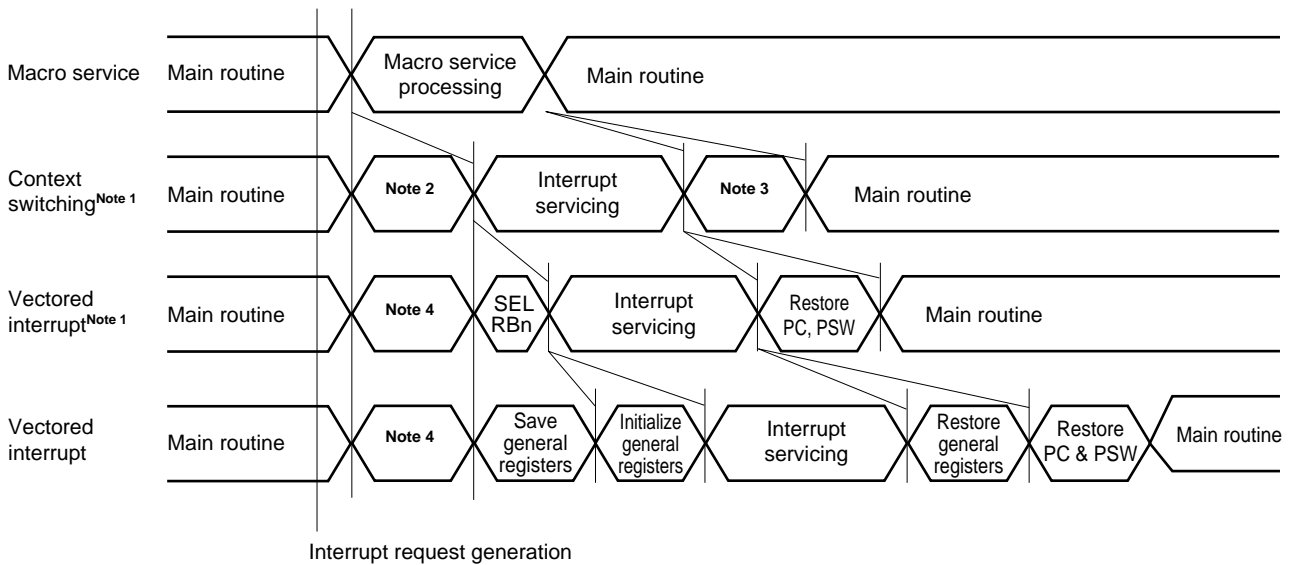 Macro service
Main routine
Macro service
processing
Main routine
Context
switchingNote 1
Main routine
Note 2
Interrupt
servicing
Note 3
Main routine
Vectored
interruptNote 1
Main routine
Note 4
SEL
RBn
Interrupt
servicing
Restore
PC, PSW
Main routine
Vectored
interrupt
Main routine
Note 4
Save
general
registers
Initialize
general
registers
Interrupt
servicing
Restore
general
registers
Restore
PC & PSW
Main routine
Interrupt request generation